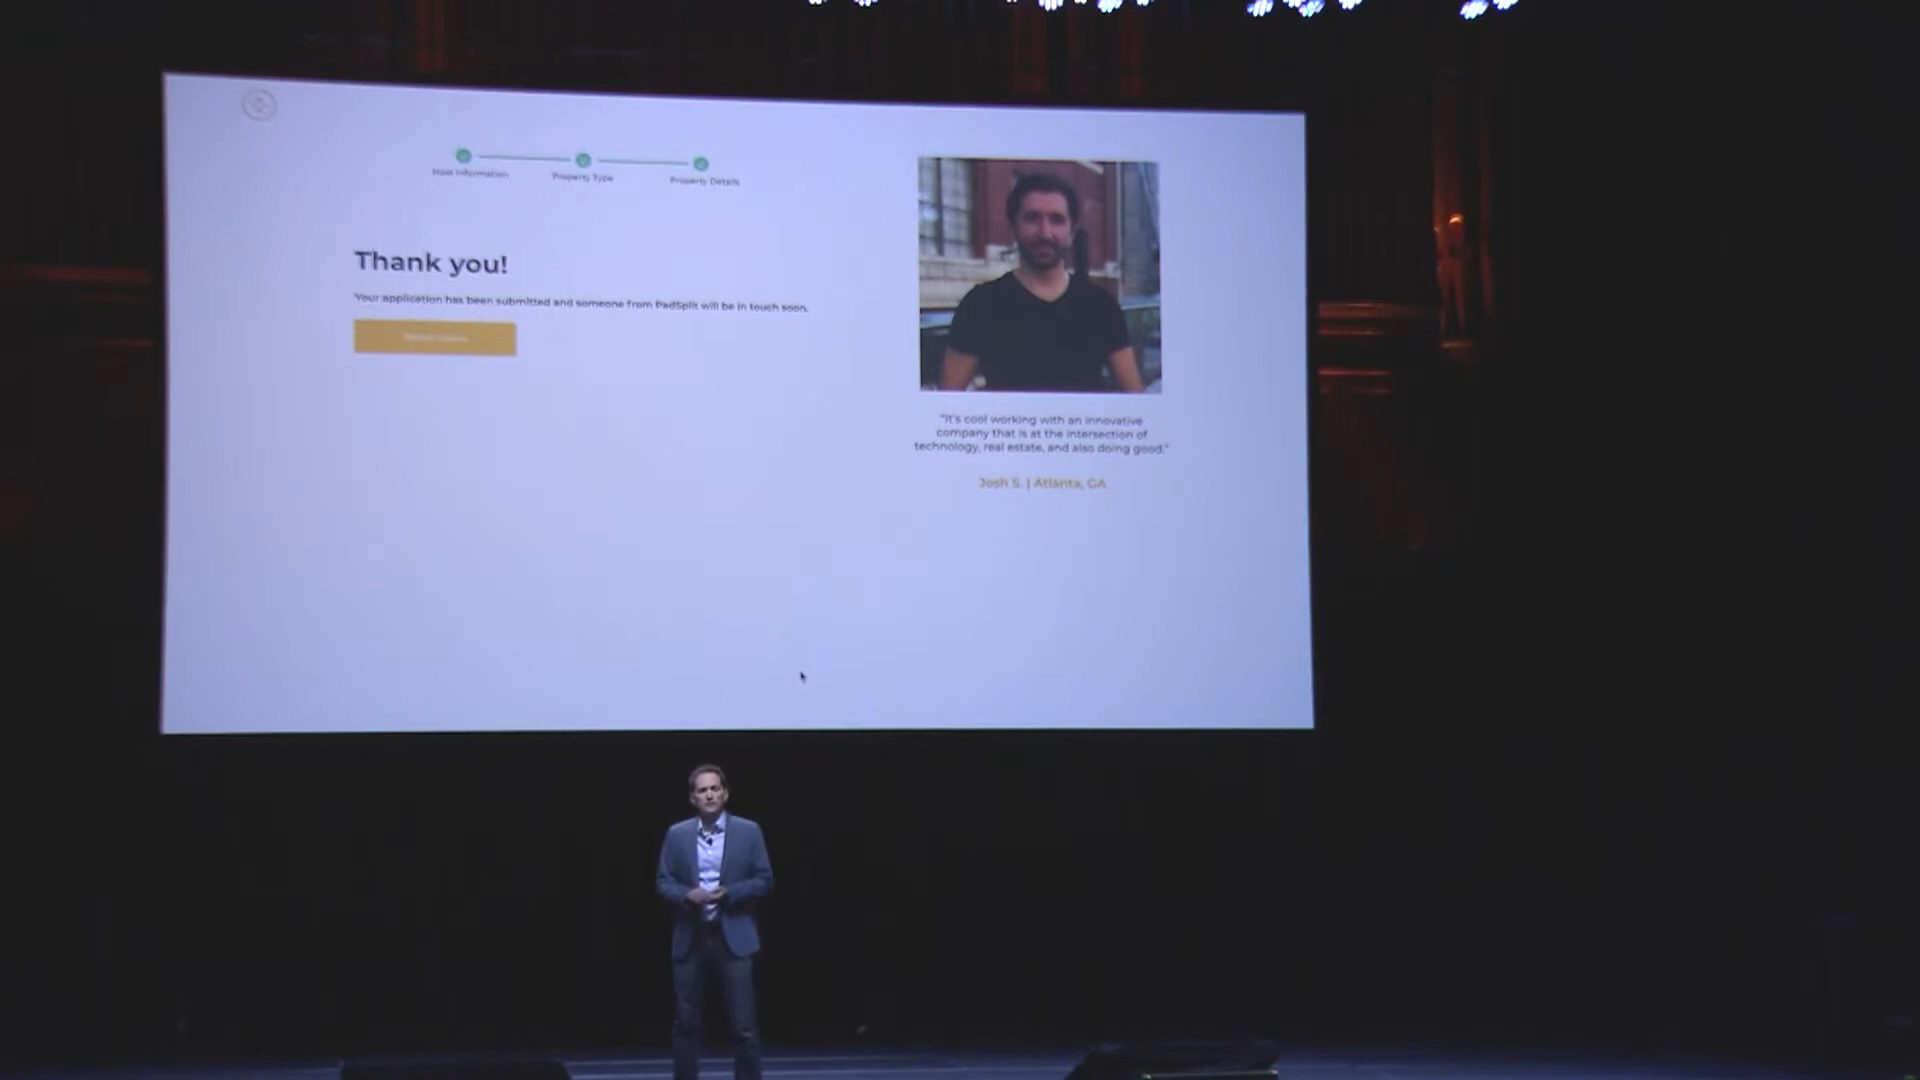 Host Information
Property Type
Property Details
Thank you!
Your application has been submitted and someone from PadSplit will be in touch soon.
"It's cool working with an innovative
company that is at the intersection of
technology, real estate, and also doing good."
Josh S. | Atlanta, GA